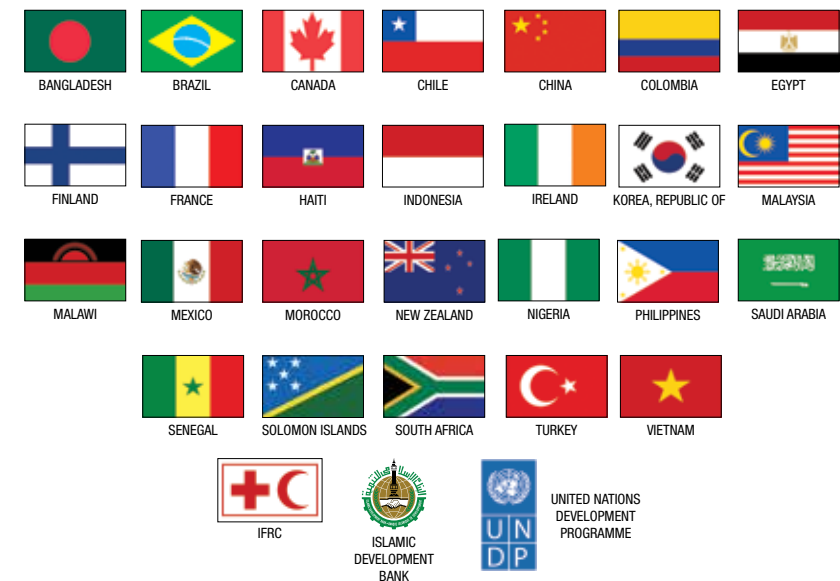 BANGLADESH
BRAZIL
CANADA
CHILE
CHINA
COLOMBIA
EGYPT
FINLAND
FRANCE
HAITI
INDONESIA
IRELAND
KOREA, REPUBLIC OF
MALAYSIA
MALAWI
MEXICO
MOROCCO
NEW ZEALAND
NIGERIA
PHILIPPINES
SAUDI ARABIA
SENEGAL
SOLOMON ISLANDS
SOUTH AFRICA
TURKEY
VIETNAM
IFRC
ISLAMIC
DEVELOPMENT
BANK
U N
D P
UNITED NATIONS
DEVELOPMENT
PROGRAMME